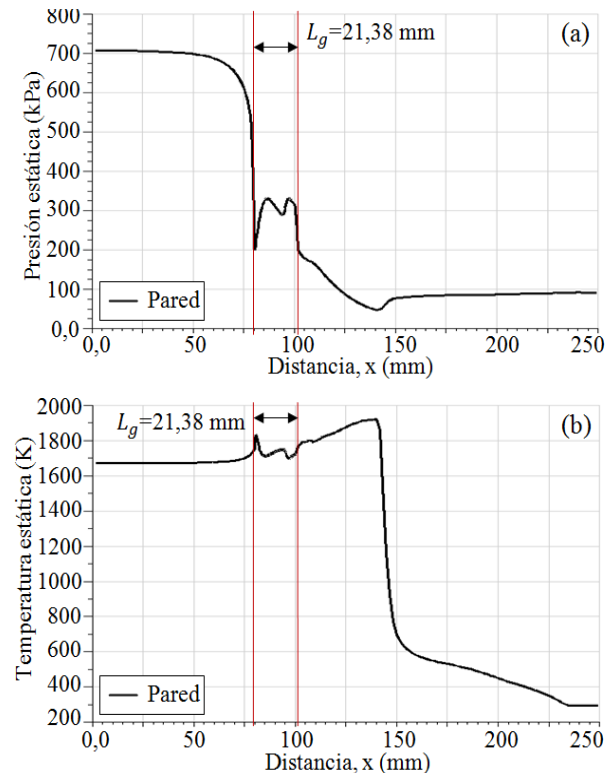 (a)
L_g=21,38 mm
Presión estática (kPa)
800
700
600
500
400
300
200
100
0,0
Pared
0,0 50 100 150 200 250
Distancia, x (mm)
(b)
L_g=21,38 mm
Temperatura estática (K)
2000
1800
1600
1400
1200
1000
800
600
400
200
Pared
0,0 50 100 150 200 250
Distancia, x (mm)